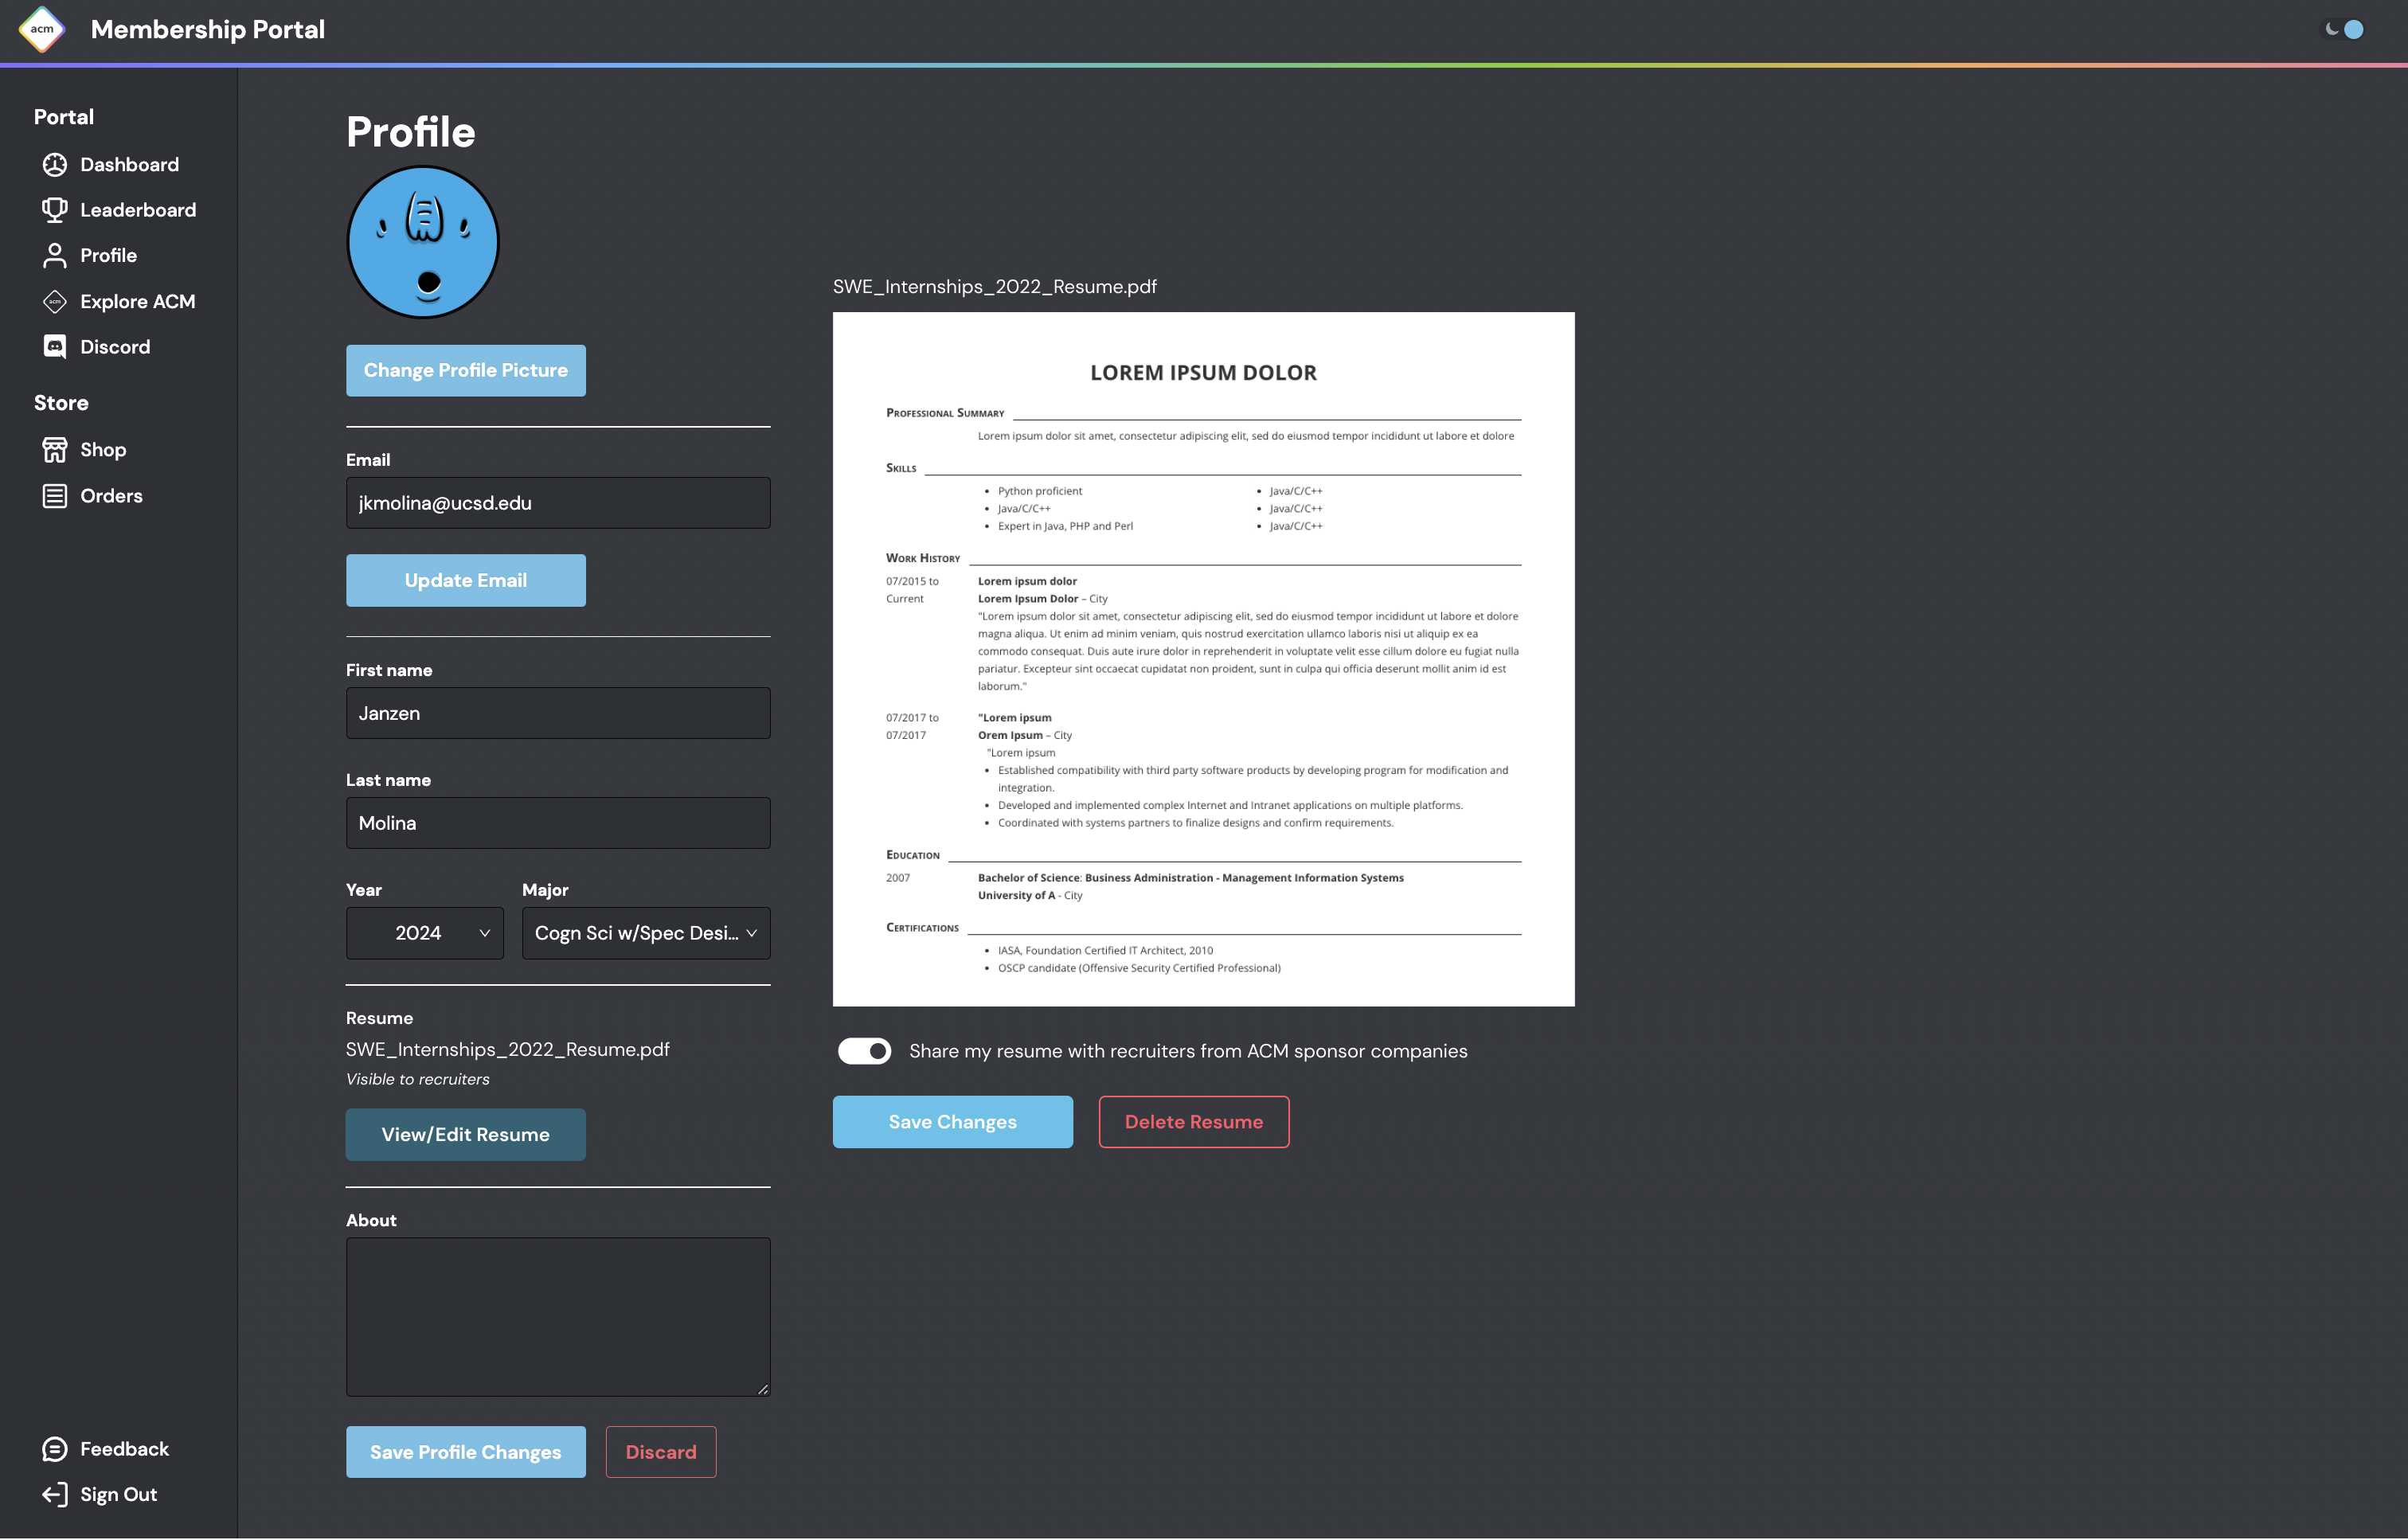 acm
Membership Portal
Portal
Dashboard
Leaderboard
Profile
acm
Explore ACM
Discord
Store
Shop
Orders
Feedback
Sign Out
Profile
Change Profile Picture
Email
jkmolina@ucsd.edu
Update Email
First name
Janzen
Last name
Molina
Year
Major
2024
Cogn Sci w/Spec Desi...
Resume
SWE_Internships_2022_Resume.pdf
Visible to recruiters
View/Edit Resume
About
Save Profile Changes
Discard
SWE_Internships_2022_Resume.pdf
LOREM IPSUM DOLOR
PROFESSIONAL SUMMARY
Lorem ipsum dolor sit amet, consectetur adipiscing elit, sed do eiusmod tempor incididunt ut labore et dolore
SKILLS
• Python proficient
• Java/C/C++
• Expert in Java, PHP and Perl
• Java/C/C++
• Java/C/C++
• Java/C/C++
WORK HISTORY
07/2015 to
Current
Lorem ipsum dolor
Lorem Ipsum Dolor – City
"Lorem ipsum dolor sit amet, consectetur adipiscing elit, sed do eiusmod tempor incididunt ut labore et dolore
magna aliqua. Ut enim ad minim veniam, quis nostrud exercitation ullamco laboris nisi ut aliquip ex ea
commodo consequat. Duis aute irure dolor in reprehenderit in voluptate velit esse cillum dolore eu fugiat nulla
pariatur. Excepteur sint occaecat cupidatat non proident, sunt in culpa qui officia deserunt mollit anim id est
laborum."
07/2017 to
07/2017
"Lorem ipsum
Orem Ipsum – City
"Lorem ipsum
• Established compatibility with third party software products by developing program for modification and
integration.
• Developed and implemented complex Internet and Intranet applications on multiple platforms.
• Coordinated with systems partners to finalize designs and confirm requirements.
EDUCATION
2007
Bachelor of Science: Business Administration - Management Information Systems
University of A - City
CERTIFICATIONS
• IASA, Foundation Certified IT Architect, 2010
• OSCP candidate (Offensive Security Certified Professional)
Share my resume with recruiters from ACM sponsor companies
Save Changes
Delete Resume